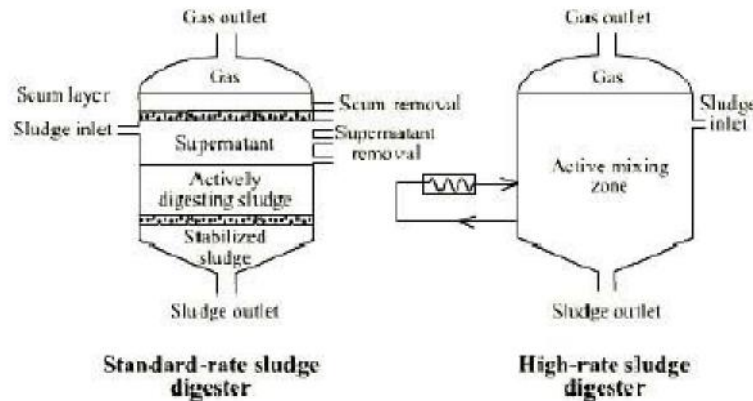 Gas outlet
Gas
Scum layer
Scum removal
Sludge inlet
Supernatant
Supernatant
removal
Actively
digesting sludge
Stabilized
sludge
Sludge outlet
Standard-rate sludge
digester
Gas outlet
Gas
Sludge
inlet
Active mixing
zone
Sludge outlet
High-rate sludge
digester